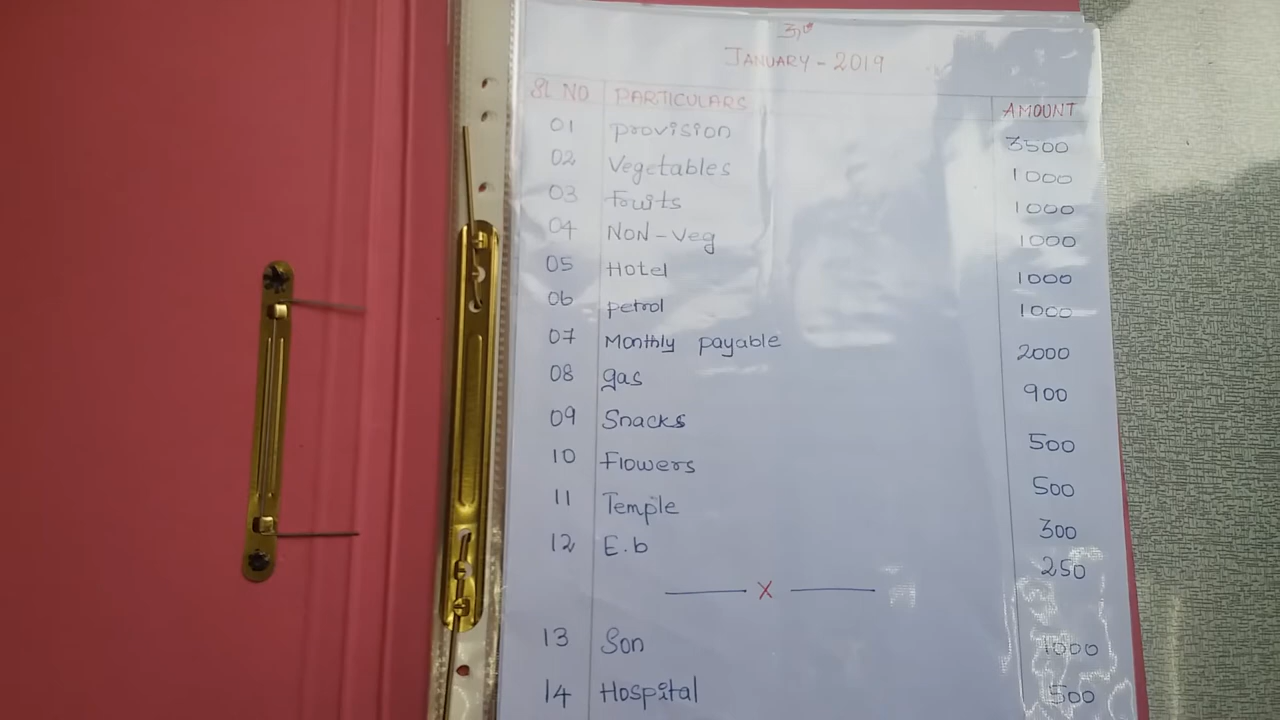 JANUARY - 2019
Sl. NO PARTICULARS AMOUNT
01 provision 3500
02 Vegetables 1000
03 fruits 1000
04 NON-Veg 1000
05 Hotel 1000
06 petrol 1000
07 Monthly payable 2000
08 gas 900
09 Snacks 500
10 Flowers 500
11 Temple 300
12 E.b 250
X
13 Son 1000
14 Hospital 500